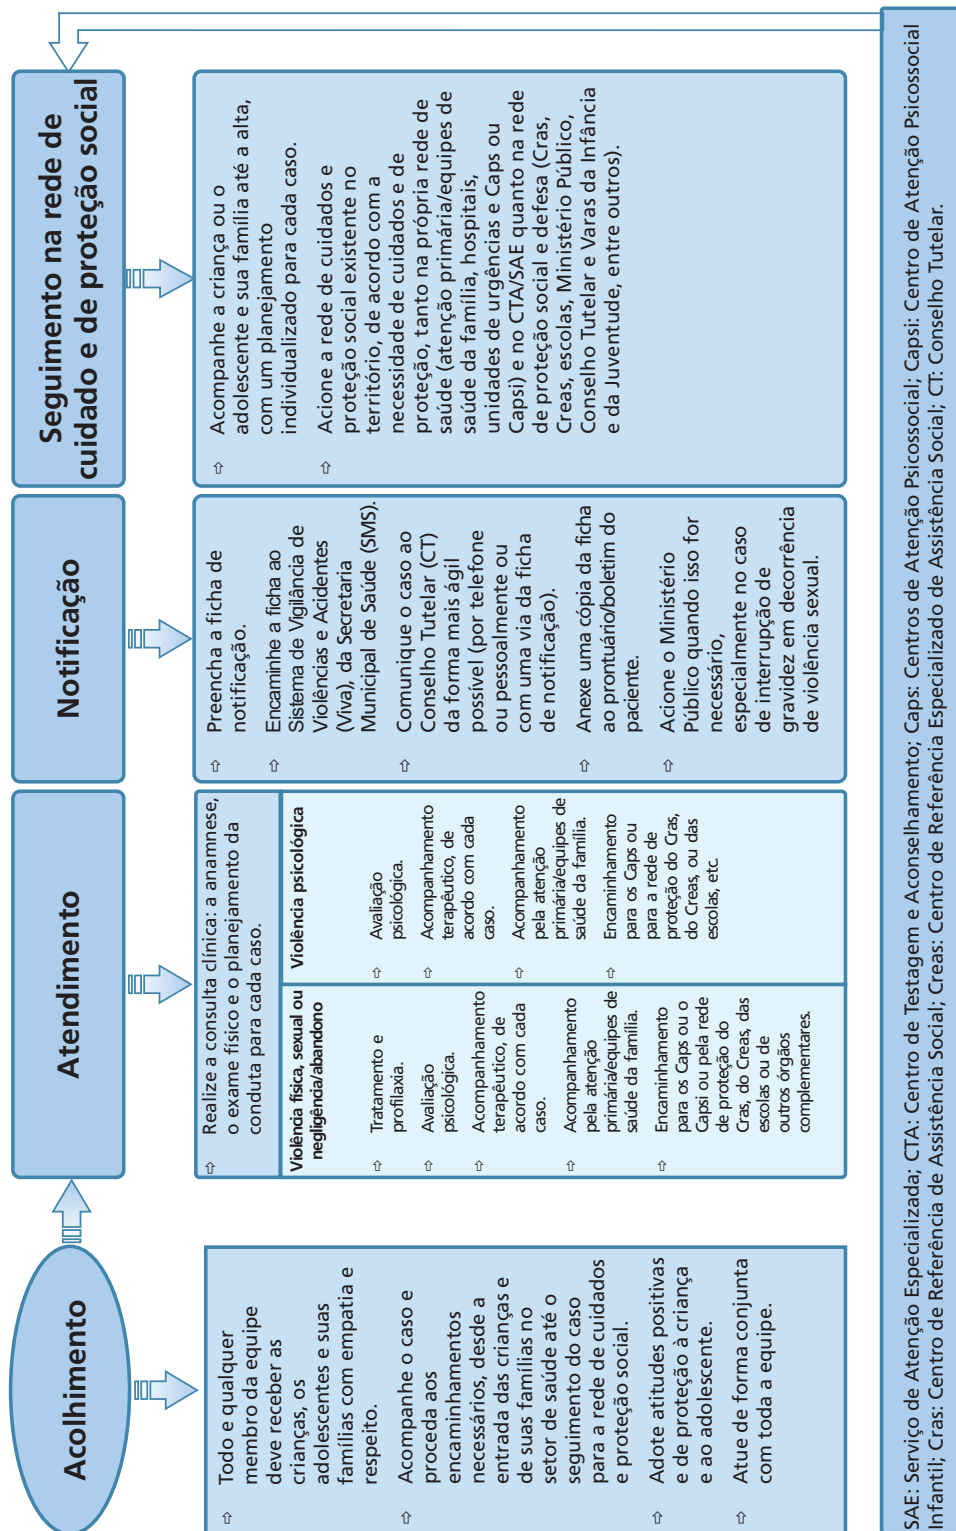 Acolhimento
Todo e qualquer
membro da equipe
deve receber as
crianças, os
adolescentes e suas
famílias com empatia e
respeito.
Acompanhe o caso e
proceda aos
encaminhamentos
necessários, desde a
entrada das crianças e
de suas famílias no
setor de saúde até o
seguimento do caso
para a rede de cuidados
e proteção social.
Adote atitudes positivas
e de proteção à criança
e ao adolescente.
Atue de forma conjunta
com toda a equipe.
Atendimento
Realize a consulta clínica: a anamnese,
o exame físico e o planejamento da
conduta para cada caso.
Violência física, sexual ou
negligência/abandono
Tratamento e
profilaxia.
Avaliação
psicológica.
Acompanhamento
terapêutico, de
acordo com cada
caso.
Acompanhamento
pela atenção
primária/equipes de
saúde da família.
Encaminhamento
para os Caps ou o
Capsi ou pela rede
de proteção do
Cras, do Creas, das
escolas ou de
outros órgãos
complementares.
Violência psicológica
Avaliação
psicológica.
Acompanhamento
terapêutico, de
acordo com cada
caso.
Acompanhamento
pela atenção
primária/equipes de
saúde da família.
Encaminhamento
para os Caps ou
para a rede de
proteção do Cras,
do Creas, ou das
escolas, etc.
Notificação
Preencha a ficha de
notificação.
Encaminhe a ficha ao
Sistema de Vigilância de
Violências e Acidentes
(Viva), da Secretaria
Municipal de Saúde (SMS).
Comunique o caso ao
Conselho Tutelar (CT)
da forma mais ágil
possível (por telefone
ou pessoalmente ou
com uma via da ficha
de notificação).
Anexe uma cópia da ficha
ao prontuário/boletim do
paciente.
Acione o Ministério
Público quando isso for
necessário,
especialmente no caso
de interrupção de
gravidez em decorrência
de violência sexual.
Seguimento na rede de
cuidado e de proteção social
Acompanhe a criança ou o
adolescente e sua família até a alta,
com um planejamento
individualizado para cada caso.
Acione a rede de cuidados e
proteção social existente no
território, de acordo com a
necessidade de cuidados e de
proteção, tanto na própria rede de
saúde (atenção primária/equipes de
saúde da família, hospitais,
unidades de urgências e Caps ou
Capsi) e no CTA/SAE quanto na rede
de proteção social e defesa (Cras,
Creas, escolas, Ministério Público,
Conselho Tutelar e Varas da Infância
e da Juventude, entre outros).
SAE: Serviço de Atenção Especializada; CTA: Centro de Testagem e Aconselhamento; Caps: Centros de Atenção Psicossocial; Capsi: Centro de Atenção Psicossocial
Infantil; Cras: Centro de Referência de Assistência Social; Creas: Centro de Referência Especializado de Assistência Social; CT: Conselho Tutelar.